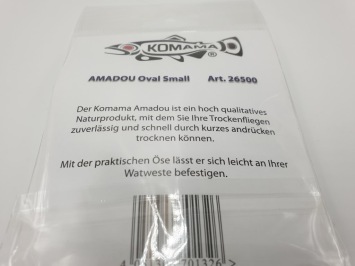 KOMAMA
®
AMADOU Oval Small Art. 26500
Der Komama Amadou ist ein hoch qualitatives
Naturprodukt, mit dem Sie Ihre Trockenfliegen
zuverlässig und schnell durch kurzes andrücken
trocknen können.
Mit der praktischen Öse lässt er sich leicht an Ihrer
Watweste befestigen.